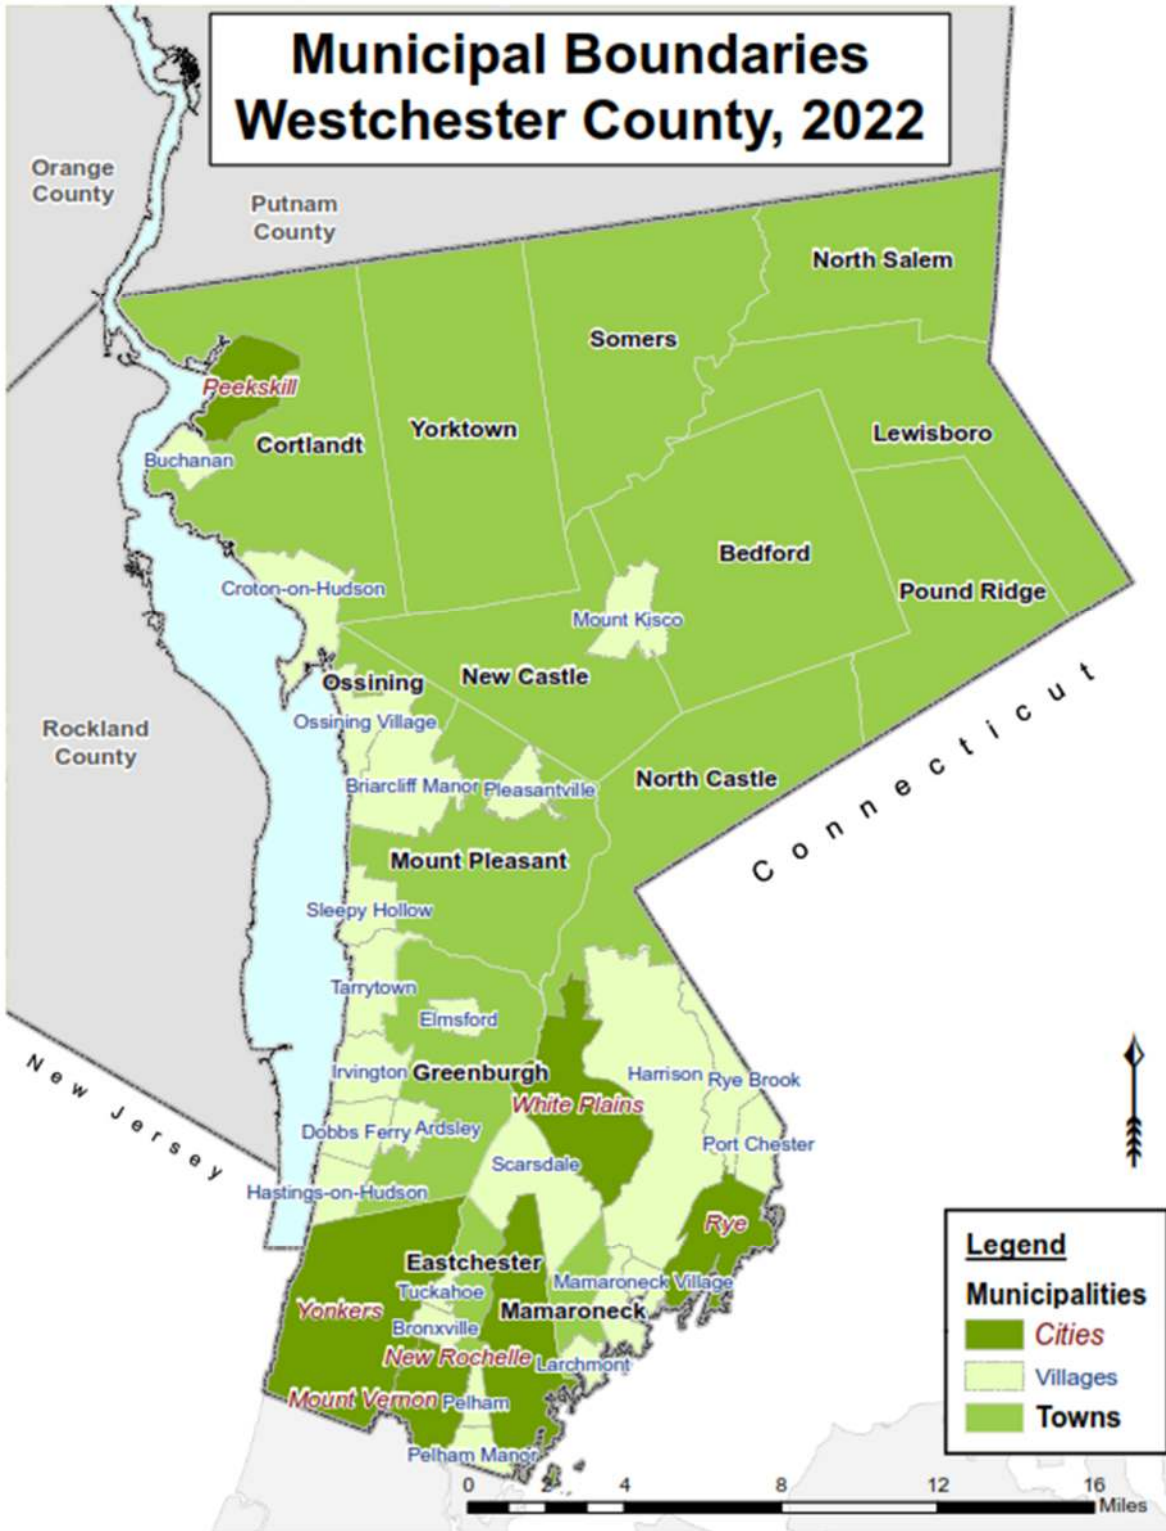 Municipal Boundaries
Westchester County, 2022
Orange
County
Putnam
County
North Salem
Somers
Peekskill
Yorktown
Lewisboro
Cortlandt
Buchanan
Bedford
Croton-on-Hudson
Pound Ridge
Mount Kisco
New Castle
Ossining
Ossining Village
Rockland
County
North Castle
Briarcliff Manor
Pleasantville
Connecticut
Mount Pleasant
Sleepy Hollow
Tarrytown
Elmsford
Irvington
Greenburgh
Harrison
Rye Brook
White Plains
New Jersey
Dobbs Ferry
Ardsley
Port Chester
Scarsdale
Hastings-on-Hudson
Rye
Eastchester
Tuckahoe
Mamaroneck Village
Yonkers
Mamaroneck
Bronxville
New Rochelle
Larchmont
Mount Vernon
Pelham
Pelham Manor
Legend
Municipalities
Cities
Villages
Towns
0 2 4 8 12 16
Miles